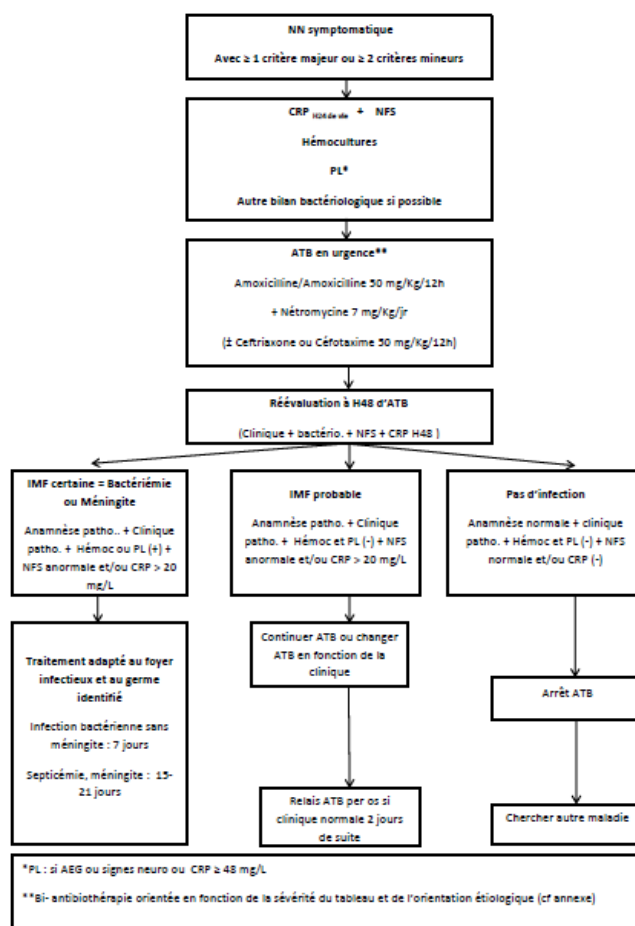 NN symptomatique
Avec ≥ 1 critère majeur ou ≥ 2 critères mineurs
CRP H24 de vie + NFS
Hémocultures
PL*
Autre bilan bactériologique si possible
ATB en urgence**
Amoxicilline/Amoxicilline 50 mg/Kg/12h
+ Nétromycine 7 mg/Kg/jr
(± Ceftriaxone ou Céfotaxime 50 mg/Kg/12h)
Réévaluation à H48 d'ATB
(Clinique + bactério. + NFS + CRP H48 )
IMF certaine = Bactériémie
ou Méningite
Anamnèse patho.. + Clinique
patho. + Hémoc ou PL (+) +
NFS anormale et/ou CRP > 20
mg/L
IMF probable
Anamnèse patho. + Clinique
patho. + Hémoc et PL (-) + NFS
anormale et/ou CRP > 20 mg/L
Pas d'infection
Anamnèse normale + clinique
patho. + Hémoc et PL (-) + NFS
normale et/ou CRP (-)
Traitement adapté au foyer
infectieux et au germe
identifié
Infection bactérienne sans
méningite : 7 jours
Septicémie, méningite : 15-
21 jours
Continuer ATB ou changer
ATB en fonction de la
clinique
Arrêt ATB
Relais ATB per os si
clinique normale 2 jours
de suite
Chercher autre maladie
*PL : si AEG ou signes neuro ou CRP ≥ 48 mg/L
**Bi- antibiothérapie orientée en fonction de la sévérité du tableau et de l'orientation étiologique (cf annexe)